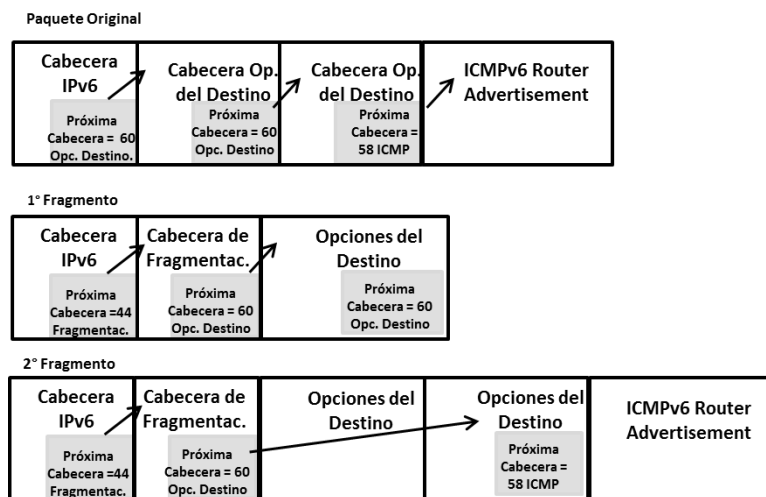 Paquete Original
Cabecera
IPv6
Próxima
Cabecera = 60
Opc. Destino.
Cabecera Op.
del Destino
Próxima
Cabecera = 60
Opc. Destino
Cabecera Op.
del Destino
Próxima
Cabecera =
58 ICMP
ICMPv6 Router
Advertisement
1° Fragmento
Cabecera
IPv6
Próxima
Cabecera =44
Fragmentac.
Cabecera de
Fragmentac.
Próxima
Cabecera = 60
Opc. Destino
Opciones del
Destino
Próxima
Cabecera = 60
Opc. Destino
2° Fragmento
Cabecera
IPv6
Próxima
Cabecera =44
Fragmentac.
Cabecera de
Fragmentac.
Próxima
Cabecera = 60
Opc. Destino
Opciones del
Destino
Opciones del
Destino
Próxima
Cabecera =
58 ICMP
ICMPv6 Router
Advertisement